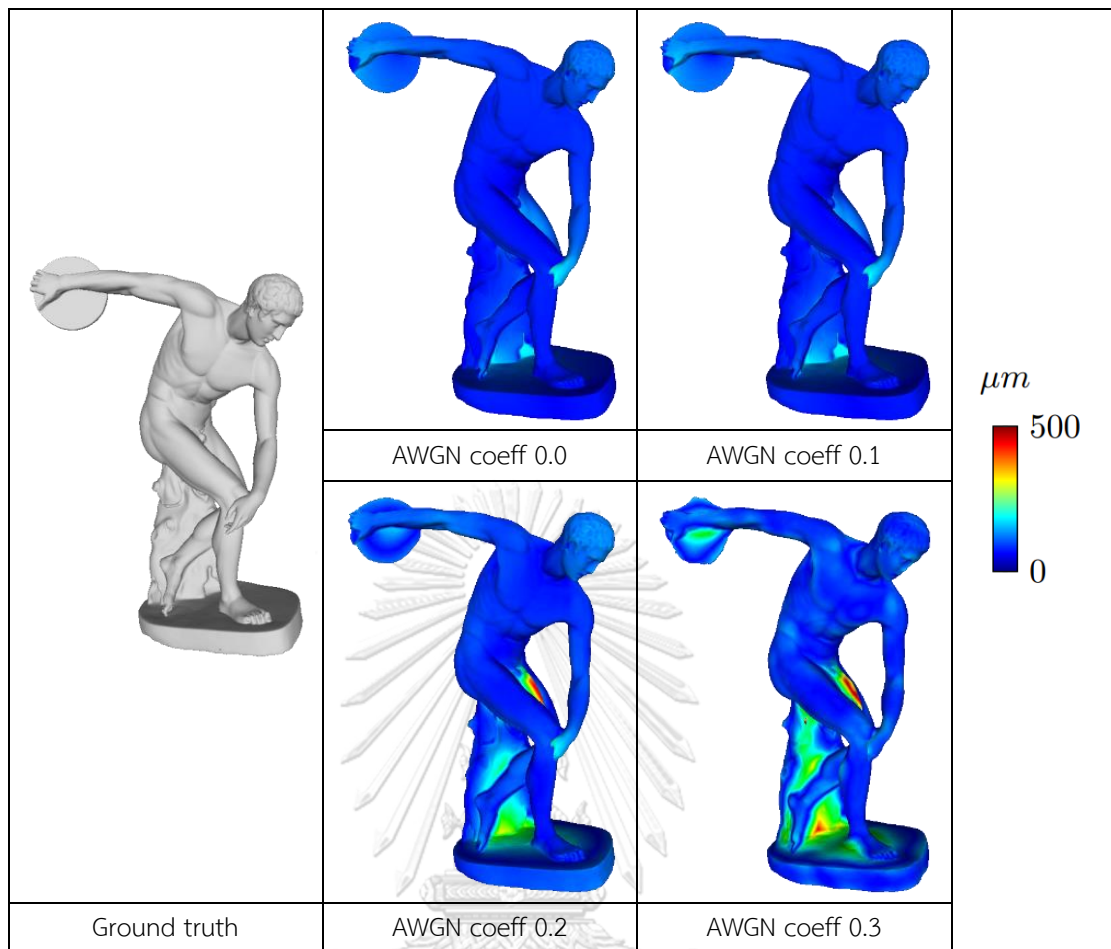 AWGN coeff 0.0
AWGN coeff 0.1
μm
500
0
Ground truth
AWGN coeff 0.2
AWGN coeff 0.3